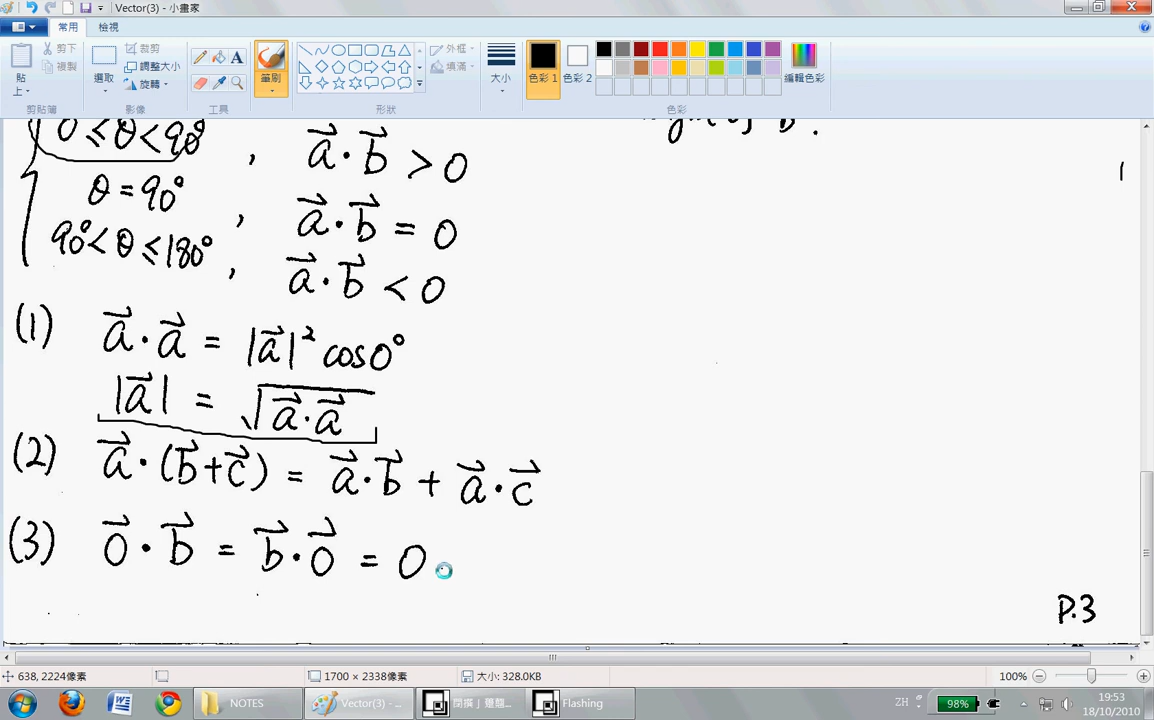 Vector(3) - 小畫家
常用 檢視
貼上 剪下 複製 剪貼簿
選取 裁剪 調整大小 旋轉 影像
工具
筆刷
外框 填滿 圖案
大小
色彩 1 色彩 2 編輯色彩 色彩
0 ≤ θ < 90° , a⃗ · b⃗ > 0
θ = 90° , a⃗ · b⃗ = 0
90° < θ ≤ 180° , a⃗ · b⃗ < 0
(1) a⃗ · a⃗ = |a⃗|² cos0°
|a⃗| = √(a⃗ · a⃗)
(2) a⃗ · (b⃗ + c⃗) = a⃗ · b⃗ + a⃗ · c⃗
(3) 0⃗ · b⃗ = b⃗ · 0⃗ = 0
P.3
638, 2224像素 1700 × 2338像素 大小: 328.0KB 100%
NOTES Vector(3) - ... Flashing ZH 98% 19:53
18/10/2010